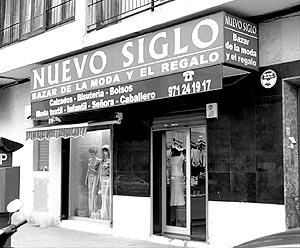 NUEVO SIGLO
BAZAR DE LA MODA Y EL REGALO
Calzados - Bisutería - Bolsos
Moda textil - Infantil - Señora - Caballero
971 24 19 17
NUEVO SIGLO
Bazar
de la moda
y el regalo
P